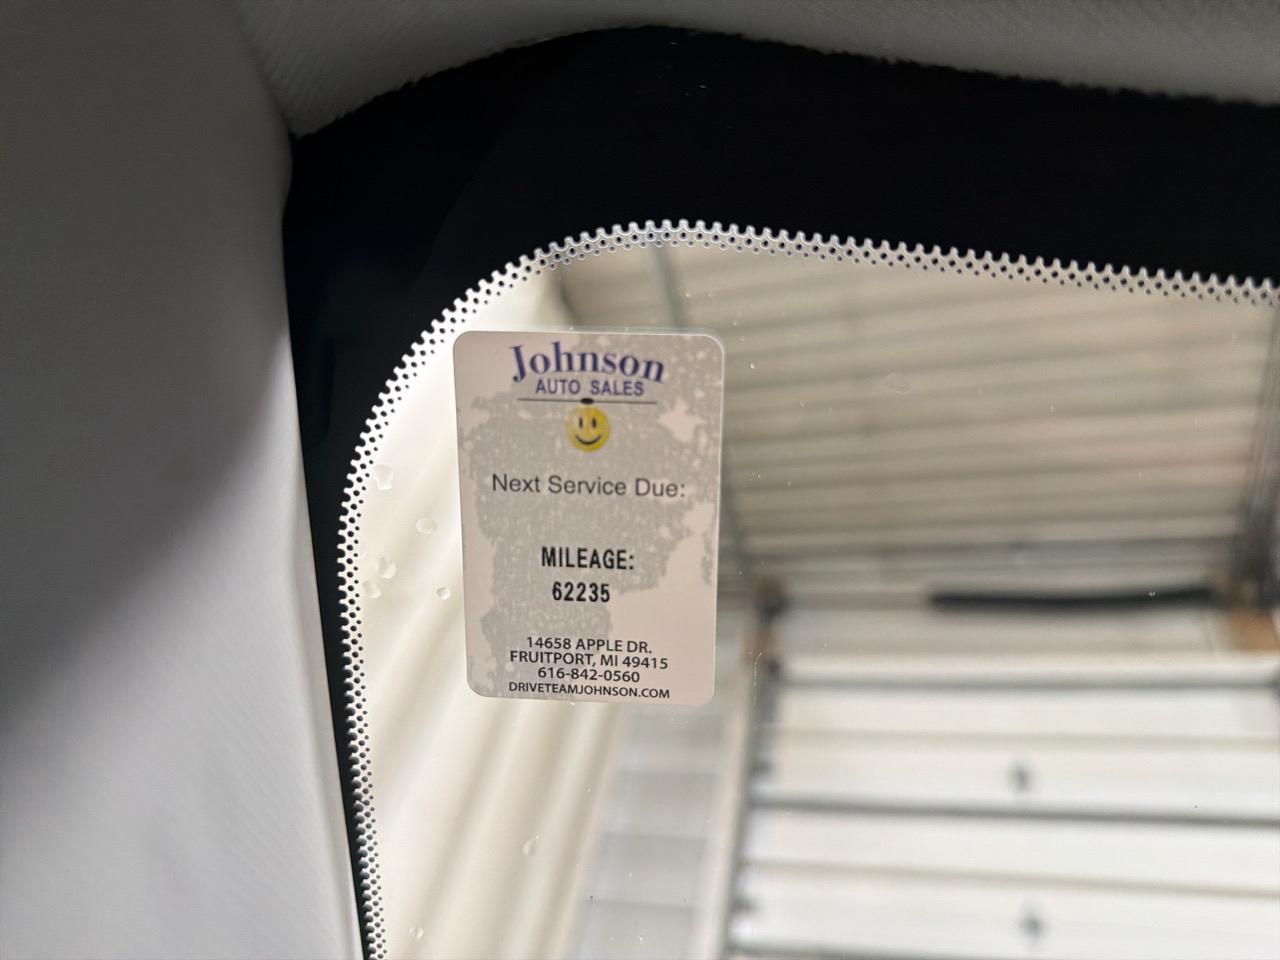 Johnson
AUTO SALES
Next Service Due:
MILEAGE:
62235
14658 APPLE DR.
FRUITPORT, MI 49415
616-842-0560
DRIVETEAMJOHNSON.COM